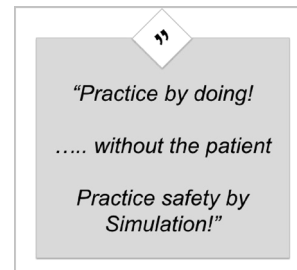 ”
“Practice by doing!
….. without the patient
Practice safety by
Simulation!”